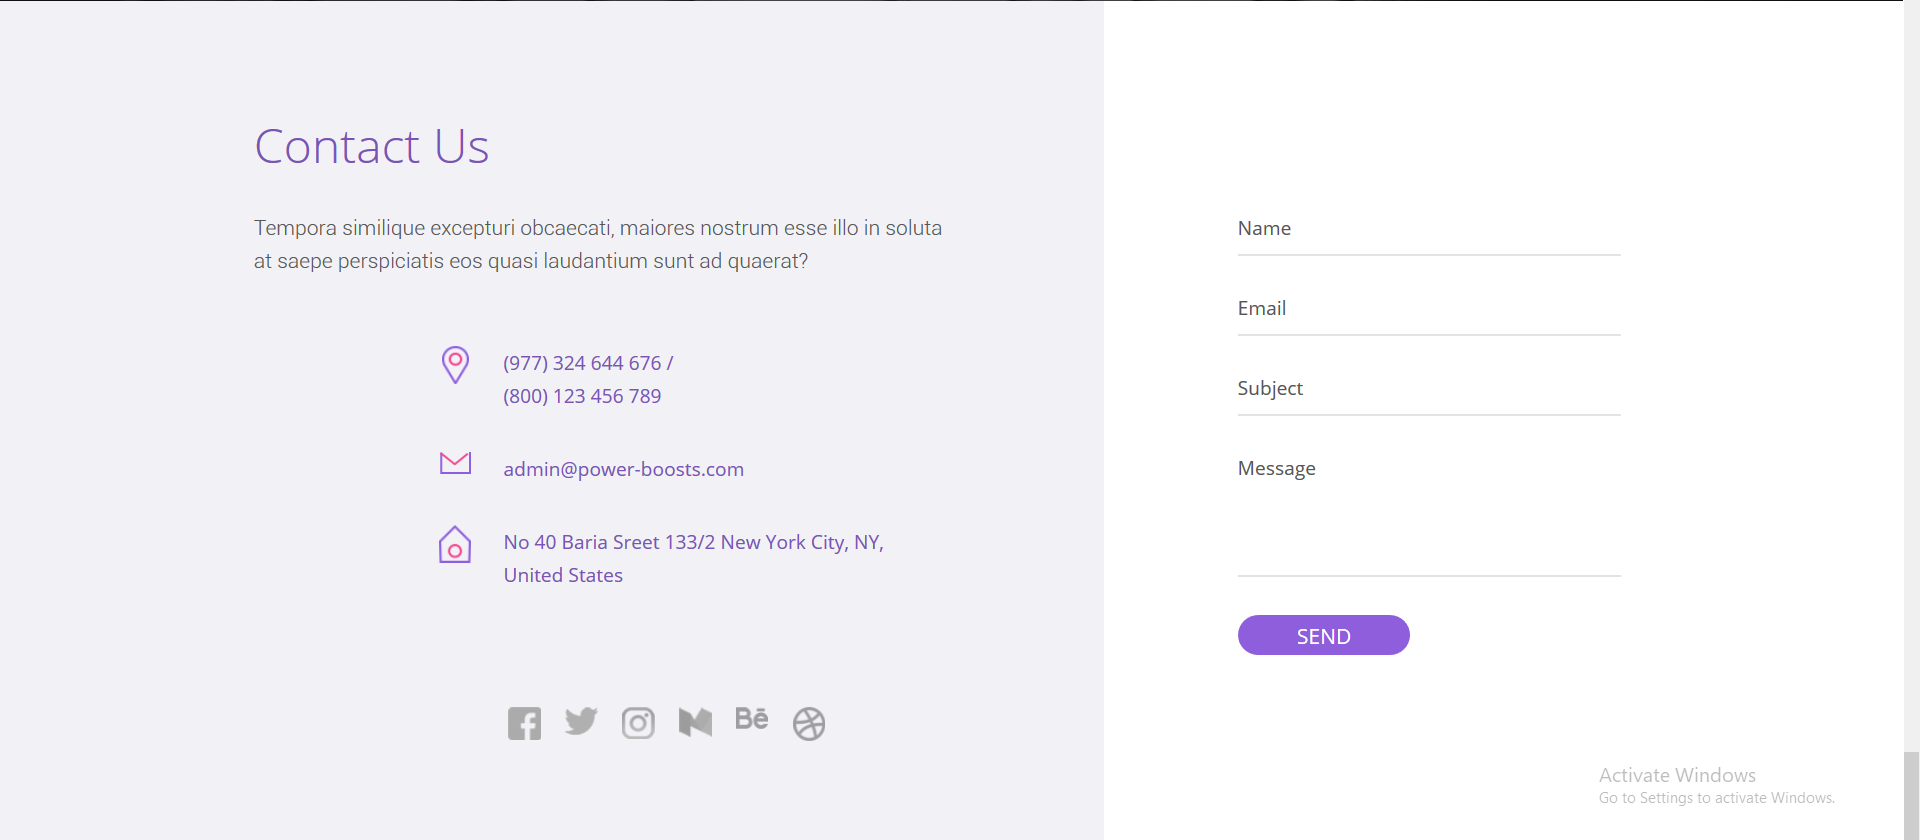 Contact Us
Tempora similique excepturi obcaecati, maiores nostrum esse illo in soluta
at saepe perspiciatis eos quasi laudantium sunt ad quaerat?
(977) 324 644 676 /
(800) 123 456 789
admin@power-boosts.com
No 40 Baria Sreet 133/2 New York City, NY,
United States
Bē
Name
Email
Subject
Message
SEND
Activate Windows
Go to Settings to activate Windows.